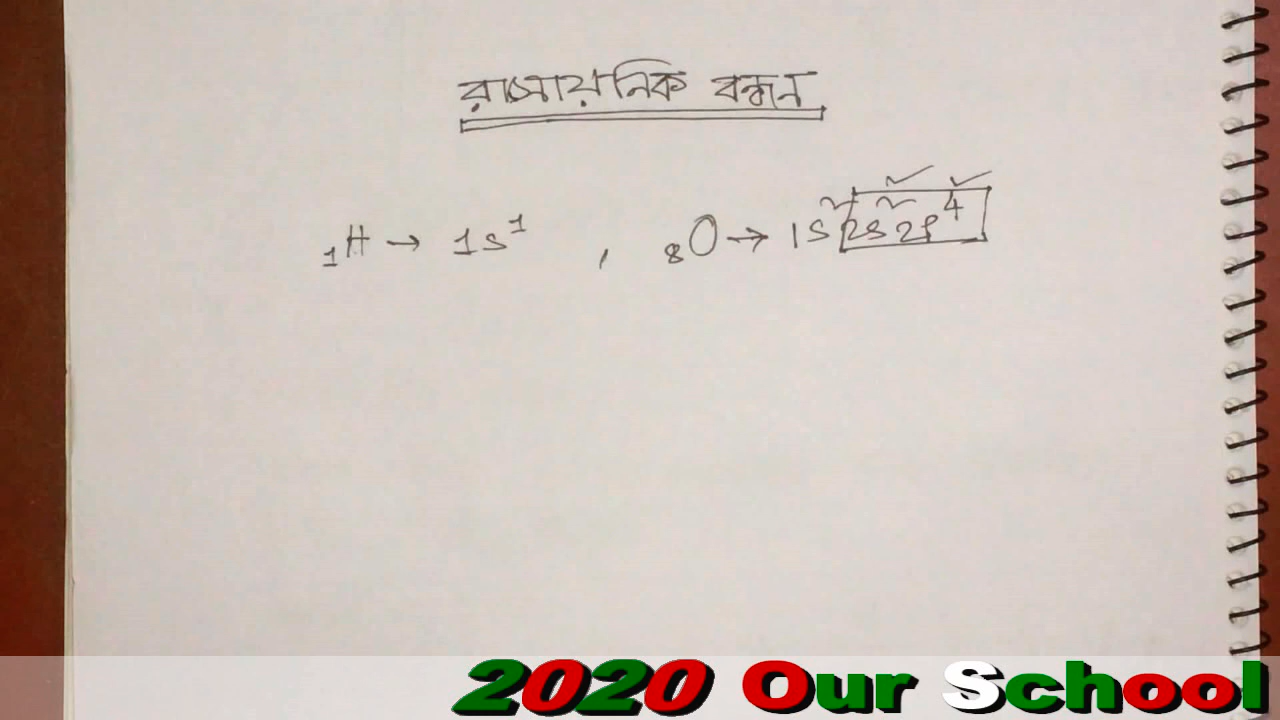 রাসায়নিক বন্ধন
₁H → 1s¹ , ₈O → 1s² 2s² 2p⁴
2020 Our School